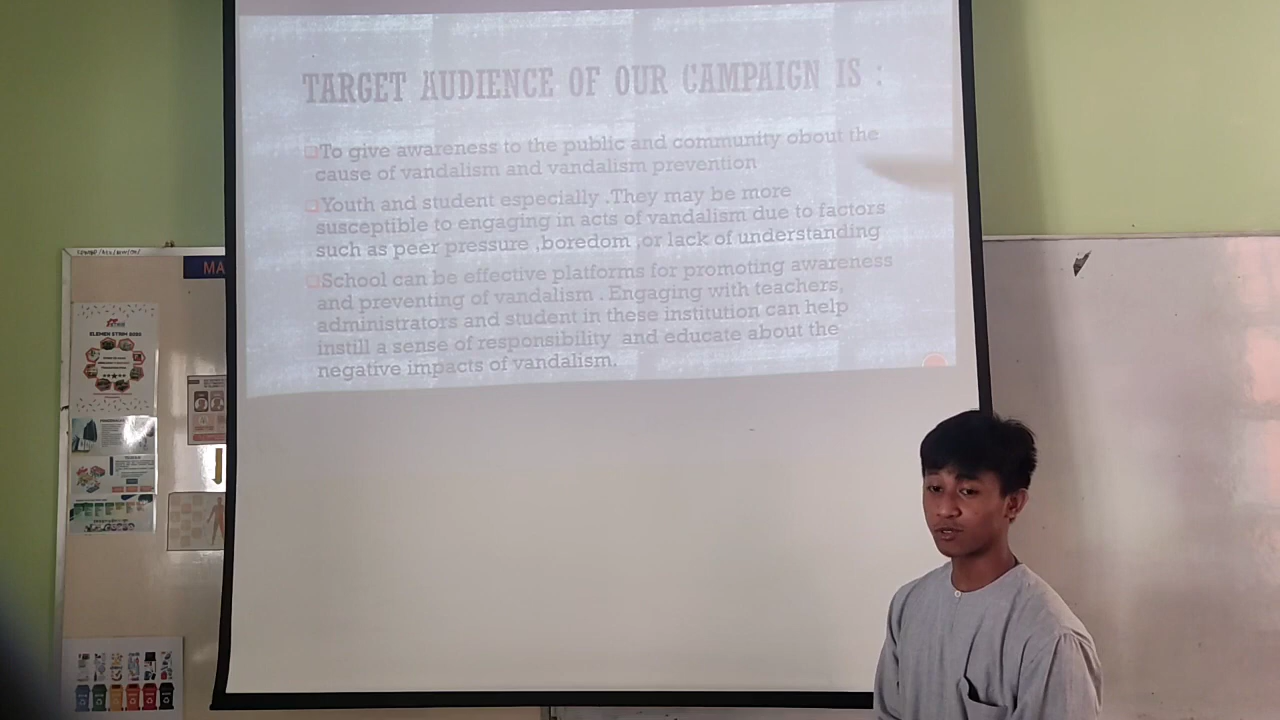 TARGET AUDIENCE OF OUR CAMPAIGN IS :
To give awareness to the public and community obout the
cause of vandalism and vandalism prevention
Youth and student especially .They may be more
susceptible to engaging in acts of vandalism due to factors
such as peer pressure ,boredom ,or lack of understanding
School can be effective platforms for promoting awareness
and preventing of vandalism . Engaging with teachers,
administrators and student in these institution can help
instill a sense of responsibility and educate about the
negative impacts of vandalism.
MA